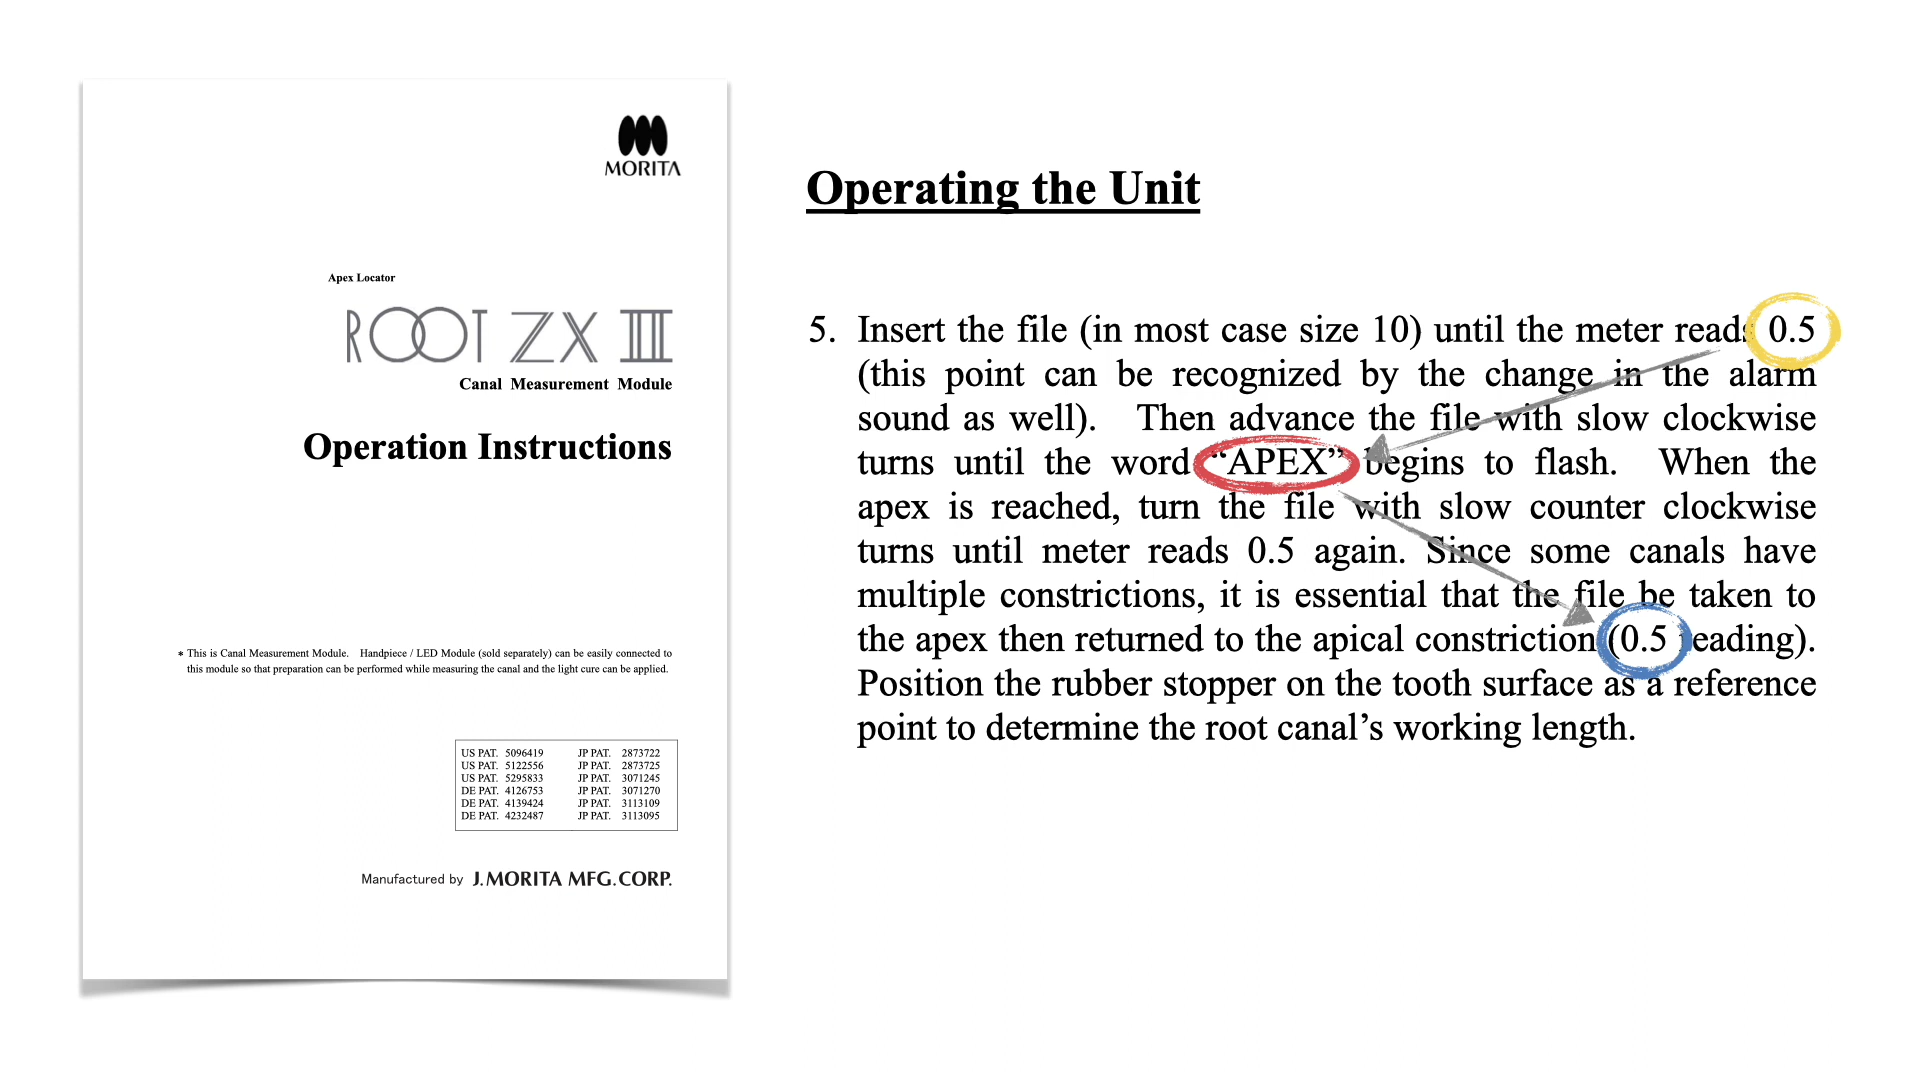 MORITA
Apex Locator
ROOT ZX III
Canal Measurement Module
Operation Instructions
* This is Canal Measurement Module. Handpiece / LED Module (sold separately) can be easily connected to
this module so that preparation can be performed while measuring the canal and the light cure can be applied.
US PAT. 5096419 JP PAT. 2873722
US PAT. 5122556 JP PAT. 2873725
US PAT. 5295833 JP PAT. 3071245
DE PAT. 4126753 JP PAT. 3071270
DE PAT. 4139424 JP PAT. 3113109
DE PAT. 4232487 JP PAT. 3113095
Manufactured by J. MORITA MFG. CORP.
Operating the Unit
5. Insert the file (in most case size 10) until the meter reads 0.5
(this point can be recognized by the change in the alarm
sound as well). Then advance the file with slow clockwise
turns until the word “APEX” begins to flash. When the
apex is reached, turn the file with slow counter clockwise
turns until meter reads 0.5 again. Since some canals have
multiple constrictions, it is essential that the file be taken to
the apex then returned to the apical constriction (0.5 reading).
Position the rubber stopper on the tooth surface as a reference
point to determine the root canal’s working length.